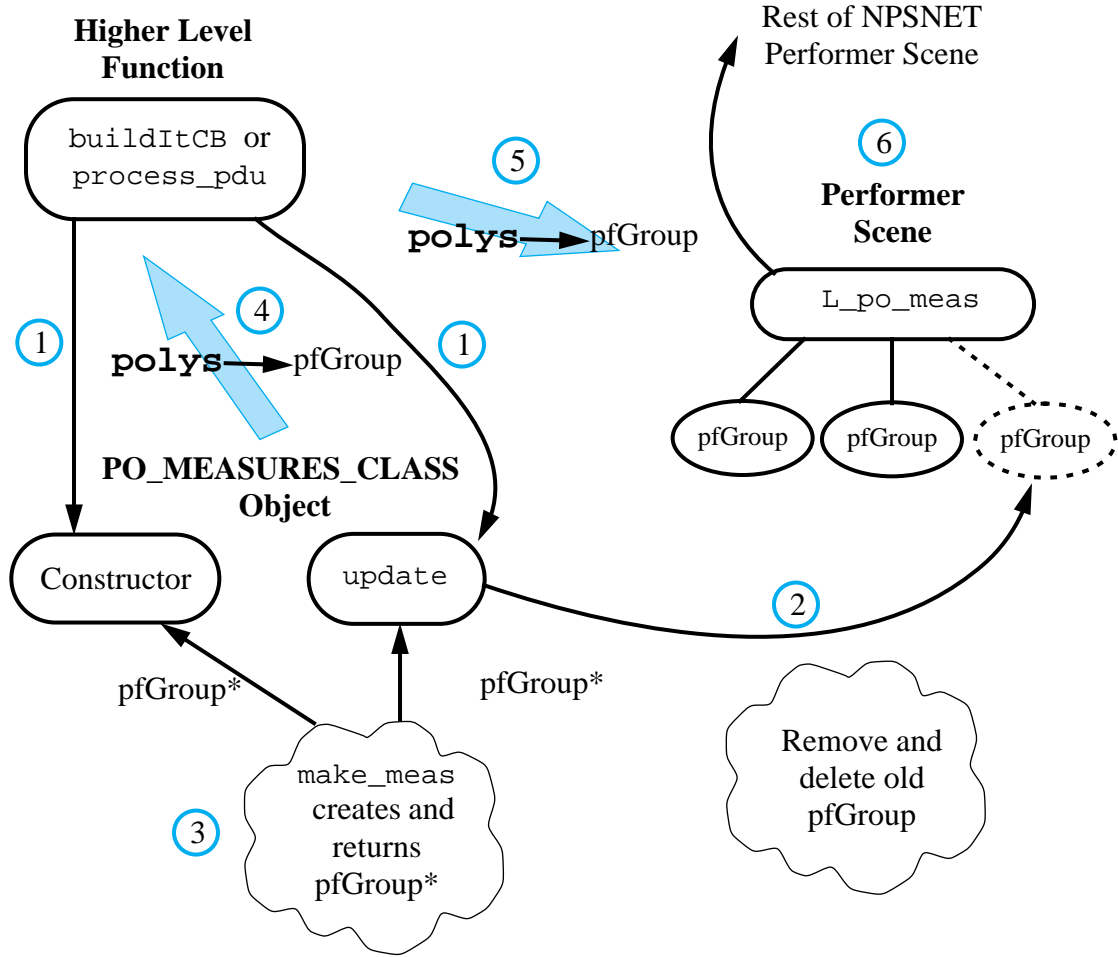 Higher Level
Function
buildItCB or
process_pdu
Rest of NPSNET
Performer Scene
5
polys
pfGroup
6
Performer
Scene
L_po_meas
pfGroup
pfGroup
pfGroup
1
4
polys
pfGroup
1
PO_MEASURES_CLASS
Object
Constructor
update
2
pfGroup*
pfGroup*
3
make_meas
creates and
returns
pfGroup*
Remove and
delete old
pfGroup